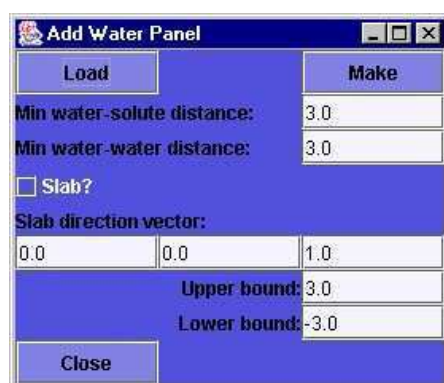 Add Water Panel
Load Make
Min water-solute distance: 3.0
Min water-water distance: 3.0
Slab?
Slab direction vector:
0.0 0.0 1.0
Upper bound: 3.0
Lower bound: -3.0
Close